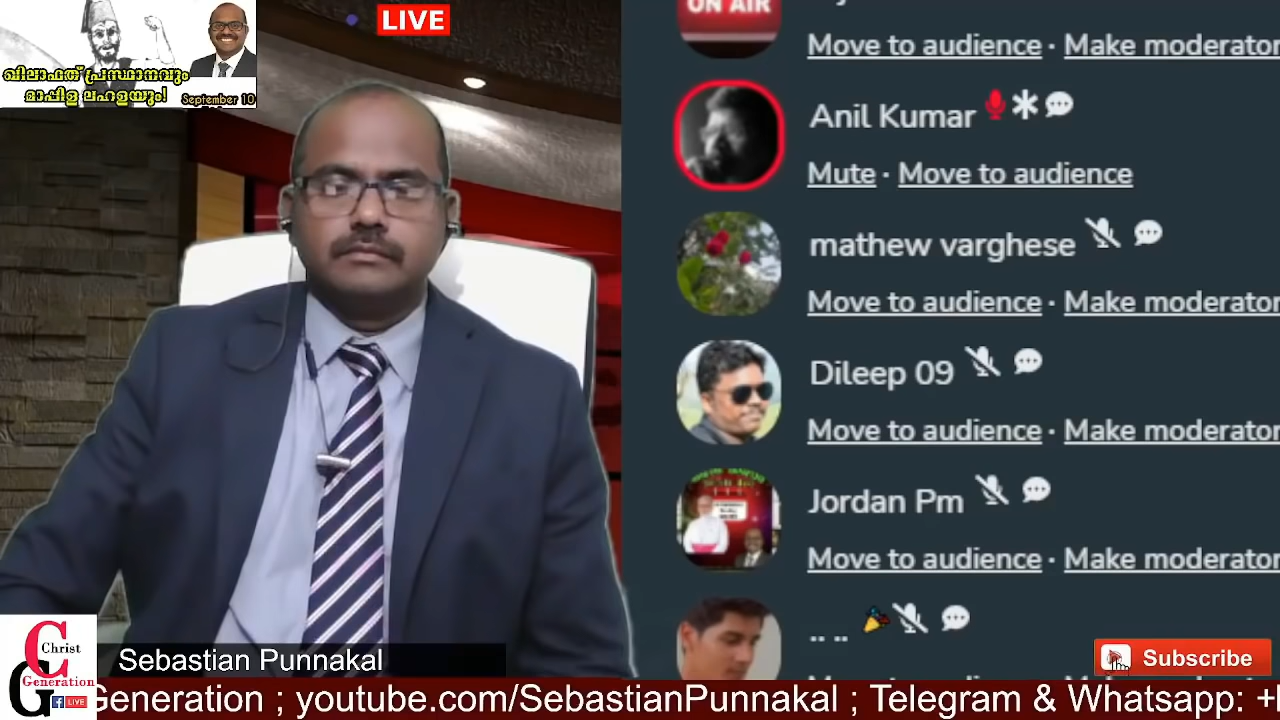 LIVE
ഖിലാഫത് പ്രസ്ഥാനവും
മാപ്പിള ലഹളയും!
September 10
ON AIR
Move to audience · Make moderator
Anil Kumar
Mute · Move to audience
mathew varghese
Move to audience · Make moderator
Dileep 09
Move to audience · Make moderator
Jordan Pm
Move to audience · Make moderator
.. ..
Subscribe
Sebastian Punnakal
Christ
Generation
LIVE
Generation ; youtube.com/SebastianPunnakal ; Telegram & Whatsapp: +